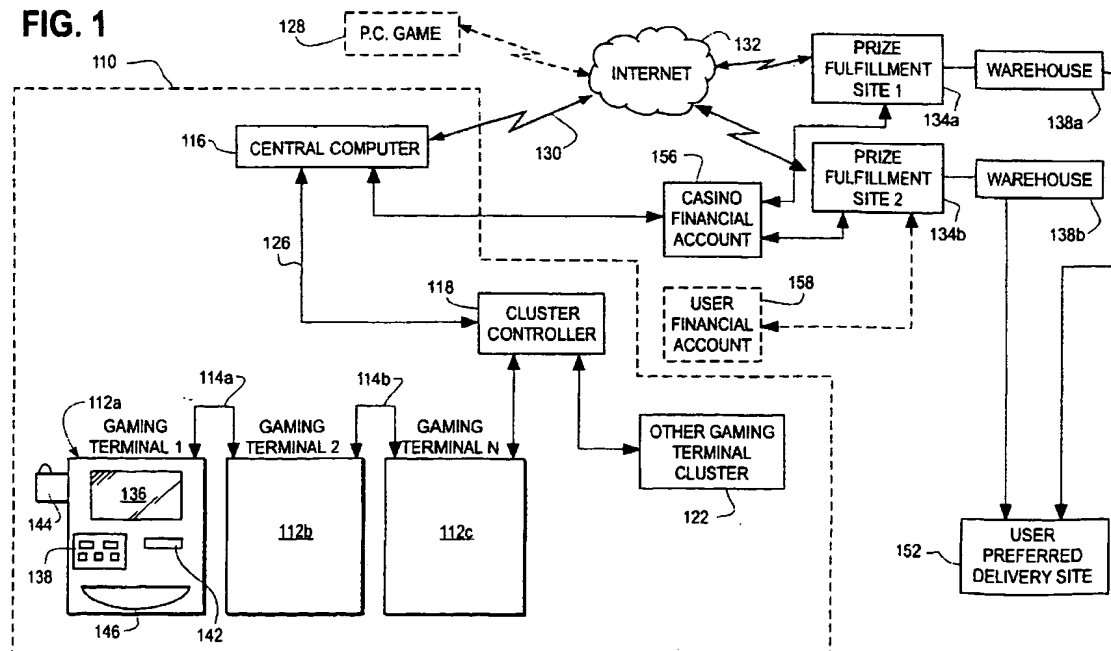 FIG. 1
128
P.C. GAME
132
INTERNET
PRIZE
FULFILLMENT
SITE 1
134a
WAREHOUSE
138a
110
116
CENTRAL COMPUTER
130
156
CASINO
FINANCIAL
ACCOUNT
PRIZE
FULFILLMENT
SITE 2
134b
WAREHOUSE
138b
126
118
CLUSTER
CONTROLLER
158
USER
FINANCIAL
ACCOUNT
114a
114b
112a
GAMING
TERMINAL 1
GAMING
TERMINAL 2
GAMING
TERMINAL N
OTHER GAMING
TERMINAL
CLUSTER
122
136
144
138
112b
112c
146
142
152
USER
PREFERRED
DELIVERY SITE